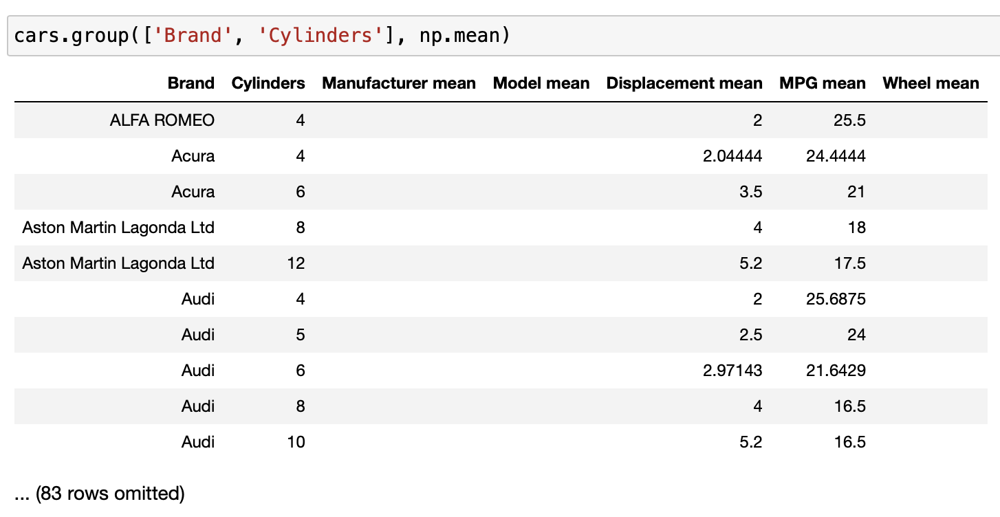 cars.group(['Brand', 'Cylinders'], np.mean)
Brand Cylinders Manufacturer mean Model mean Displacement mean MPG mean Wheel mean
ALFA ROMEO 4 2 25.5
Acura 4 2.04444 24.4444
Acura 6 3.5 21
Aston Martin Lagonda Ltd 8 4 18
Aston Martin Lagonda Ltd 12 5.2 17.5
Audi 4 2 25.6875
Audi 5 2.5 24
Audi 6 2.97143 21.6429
Audi 8 4 16.5
Audi 10 5.2 16.5
... (83 rows omitted)